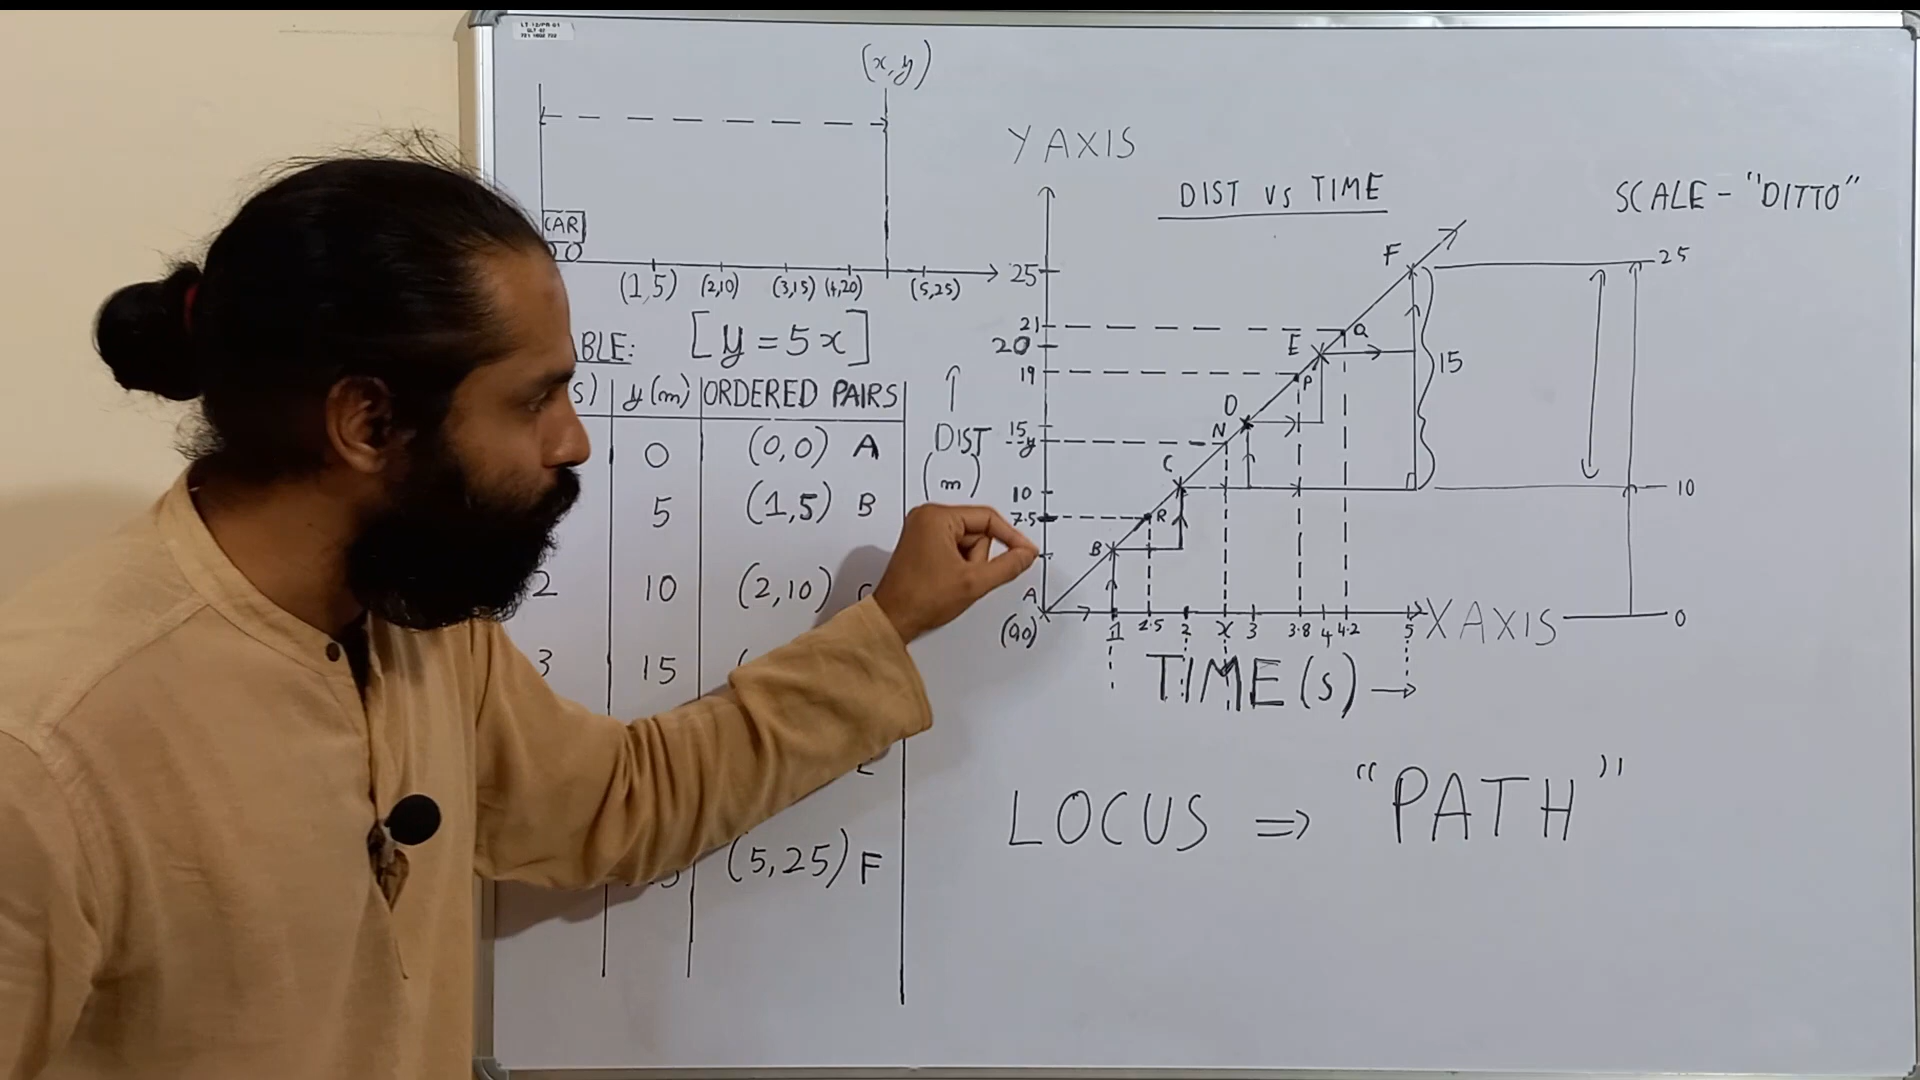 (x,y)
CAR
(1,5) (2,10) (3,15) (4,20) (5,25)
ABLE: [y = 5x]
s) y(m) ORDERED PAIRS
0 (0,0) A
5 (1,5) B
2 10 (2,10)
3 15
(5,25) F
Y AXIS
DIST VS TIME
SCALE - "DITTO"
25
21
20
19
15
y
10
7.5
DIST
(m)
A
(0,0)
B
R
C
N
D
P
E
Q
F
15
25
10
0
1 2 x 3 3.8 4 4.2 5 X AXIS
TIME (s) →
LOCUS ⇒ "PATH"